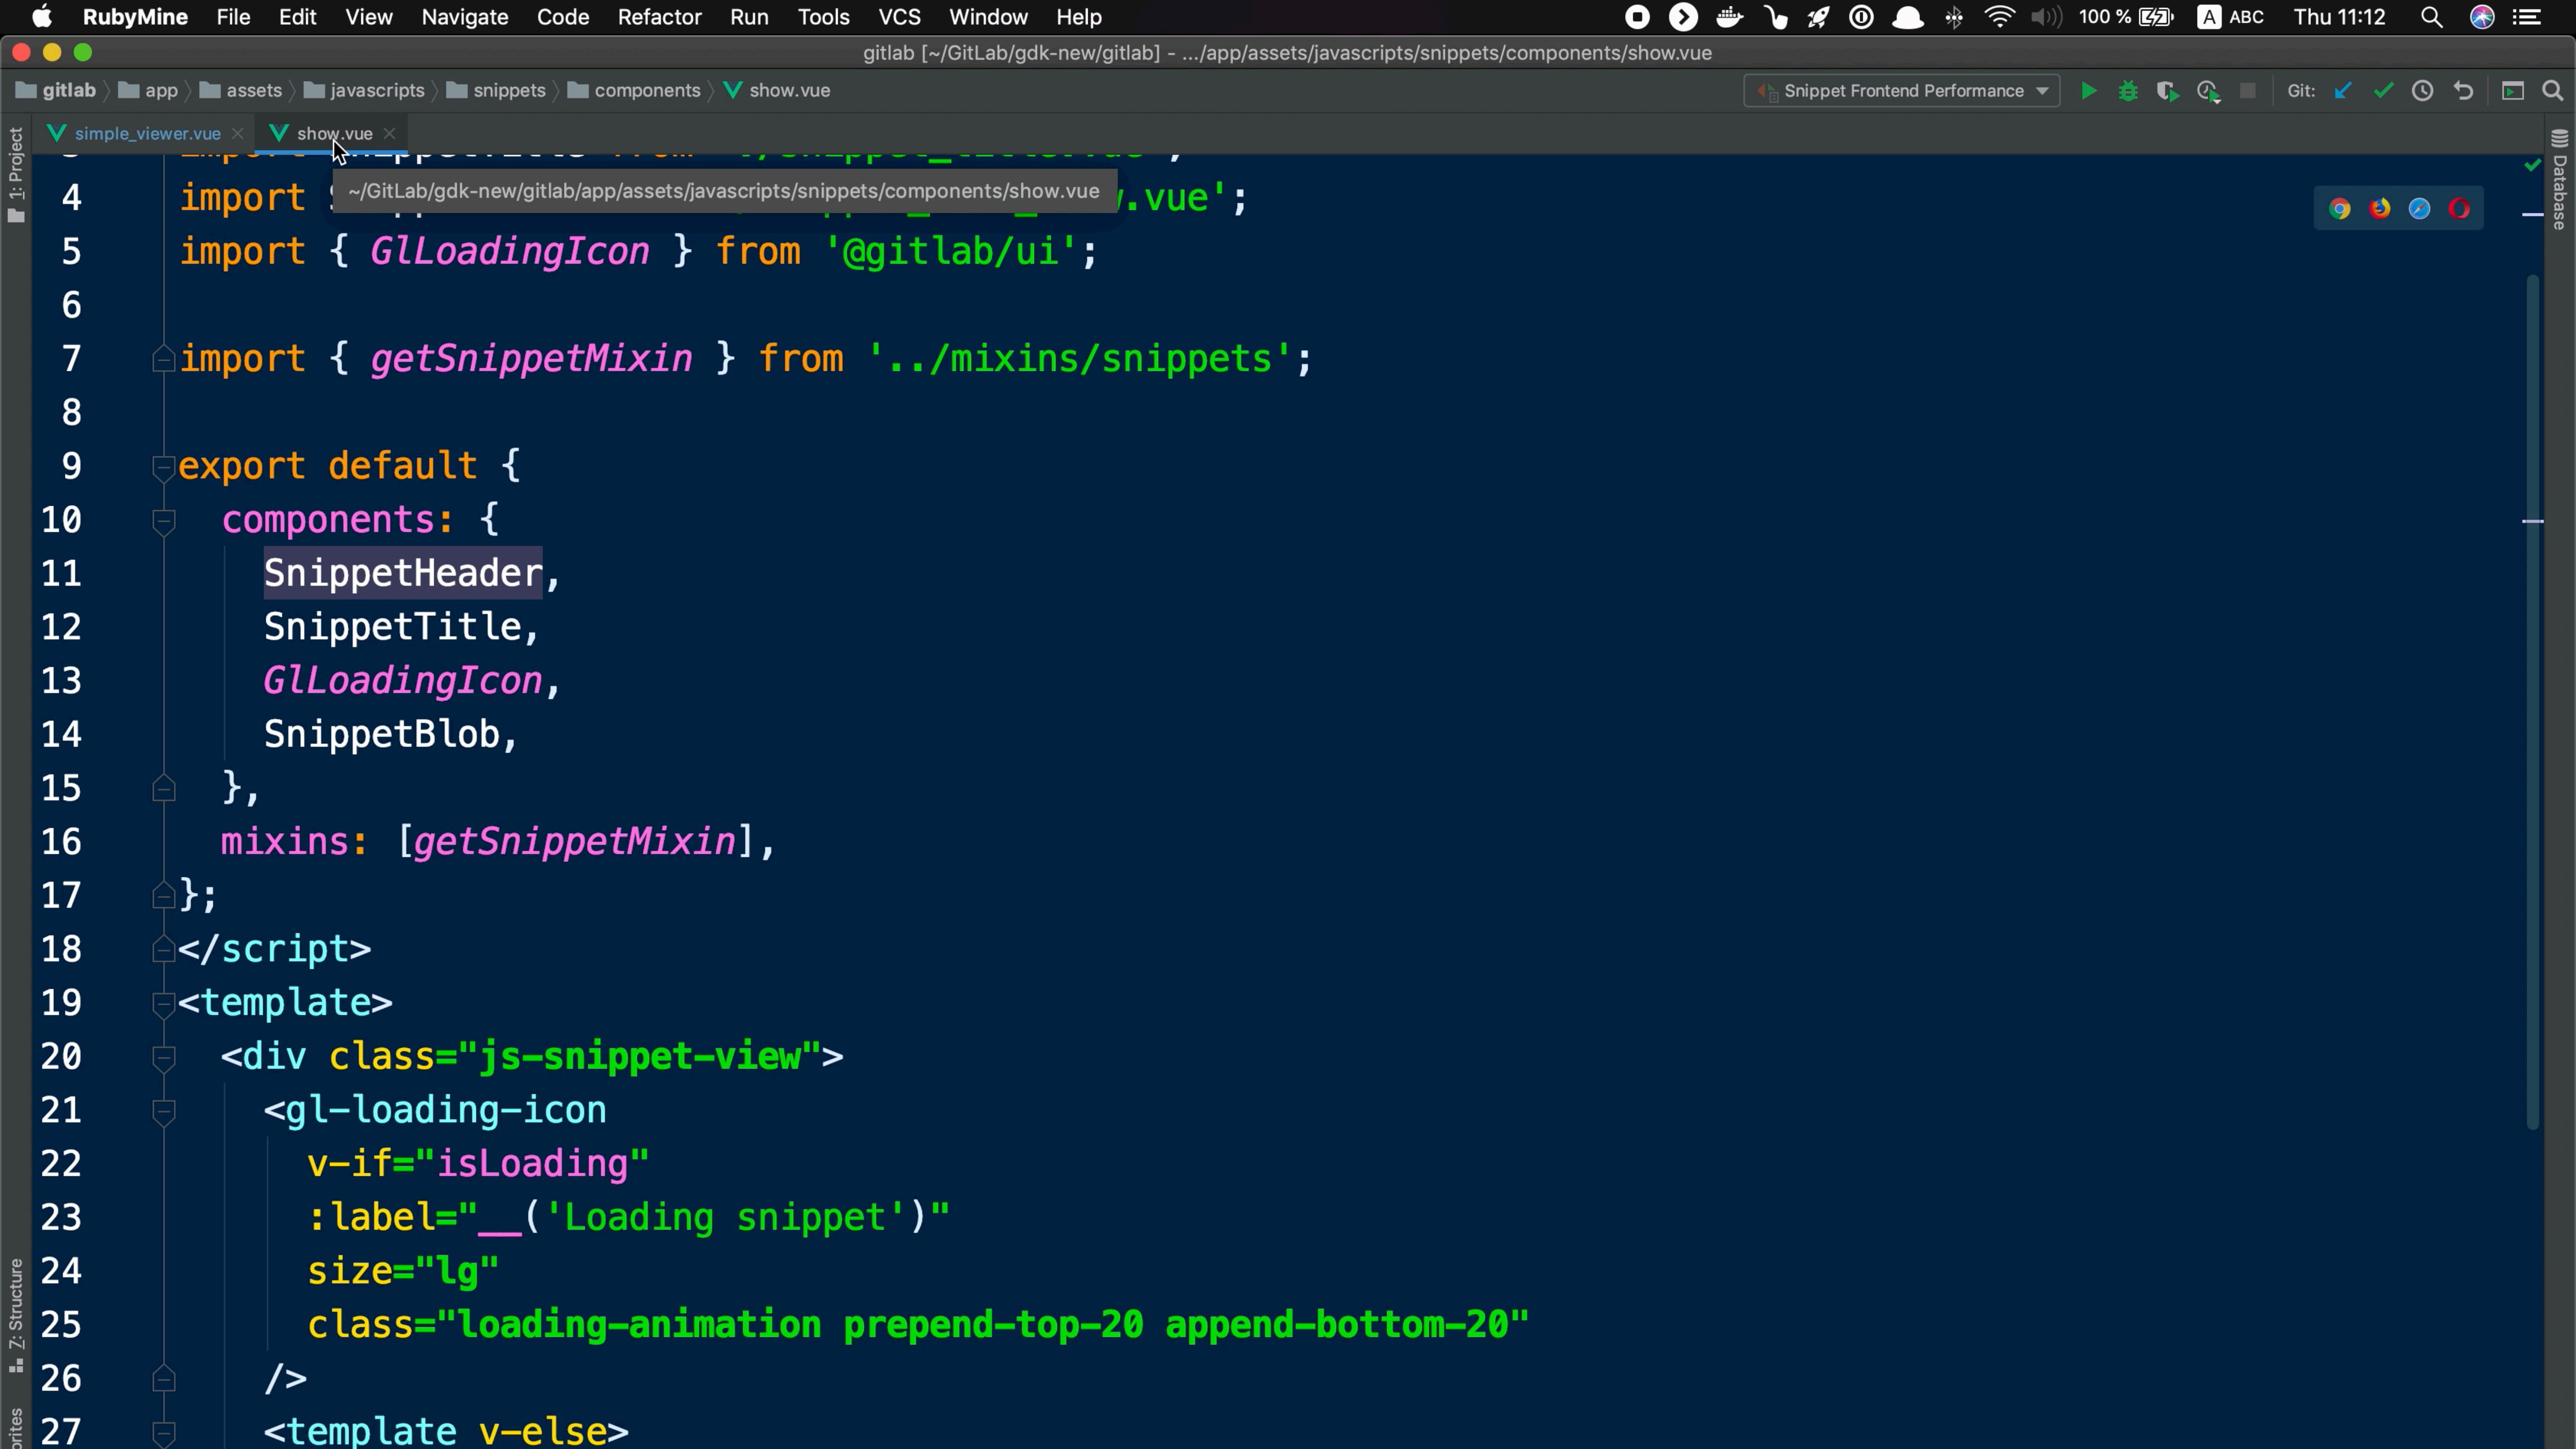 RubyMine File Edit View Navigate Code Refactor Run Tools VCS Window Help 100 % A ABC Thu 11:12
gitlab [~/GitLab/gdk-new/gitlab] - .../app/assets/javascripts/snippets/components/show.vue
gitlab app assets javascripts snippets components show.vue Snippet Frontend Performance Git:
simple_viewer.vue show.vue
1: Project
Database
~/GitLab/gdk-new/gitlab/app/assets/javascripts/snippets/components/show.vue
4 import .vue';
5 import { GlLoadingIcon } from '@gitlab/ui';
6
7 import { getSnippetMixin } from '../mixins/snippets';
8
9 export default {
10 components: {
11 SnippetHeader,
12 SnippetTitle,
13 GlLoadingIcon,
14 SnippetBlob,
15 },
16 mixins: [getSnippetMixin],
17 };
18 </script>
19 <template>
20 <div class="js-snippet-view">
21 <gl-loading-icon
22 v-if="isLoading"
23 :label="__('Loading snippet')"
24 size="lg"
25 class="loading-animation prepend-top-20 append-bottom-20"
26 />
27 <template v-else>
Z: Structure